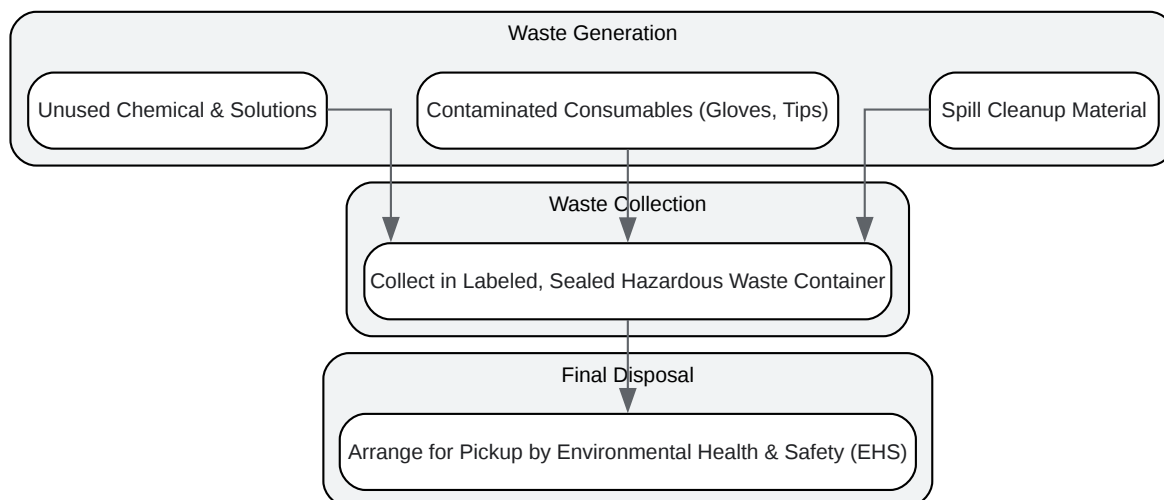 Waste Generation
Unused Chemical & Solutions
Contaminated Consumables (Gloves, Tips)
Spill Cleanup Material
Waste Collection
Collect in Labeled, Sealed Hazardous Waste Container
Final Disposal
Arrange for Pickup by Environmental Health & Safety (EHS)